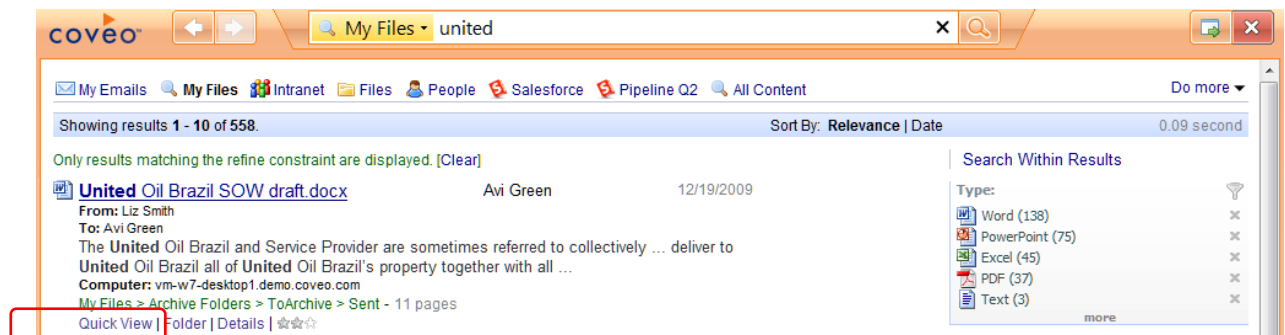 coveo™ My Files united
My Emails My Files Intranet Files People Salesforce Pipeline Q2 All Content Do more
Showing results 1 - 10 of 558. Sort By: Relevance | Date 0.09 second
Only results matching the refine constraint are displayed. [Clear] Search Within Results
United Oil Brazil SOW draft.docx Avi Green 12/19/2009 Type:
From: Liz Smith Word (138)
To: Avi Green PowerPoint (75)
The United Oil Brazil and Service Provider are sometimes referred to collectively … deliver to Excel (45)
United Oil Brazil all of United Oil Brazil's property together with all … PDF (37)
Computer: vm-w7-desktop1.demo.coveo.com Text (3)
My Files > Archive Folders > ToArchive > Sent - 11 pages more
Quick View | Folder | Details |